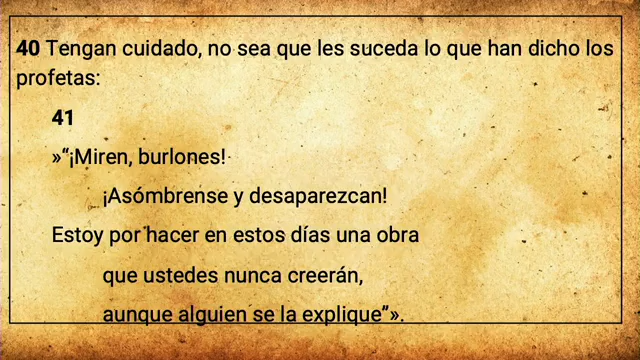 40 Tengan cuidado, no sea que les suceda lo que han dicho los
profetas:
41
»“¡Miren, burlones!
¡Asómbrense y desaparezcan!
Estoy por hacer en estos días una obra
que ustedes nunca creerán,
aunque alguien se la explique”».